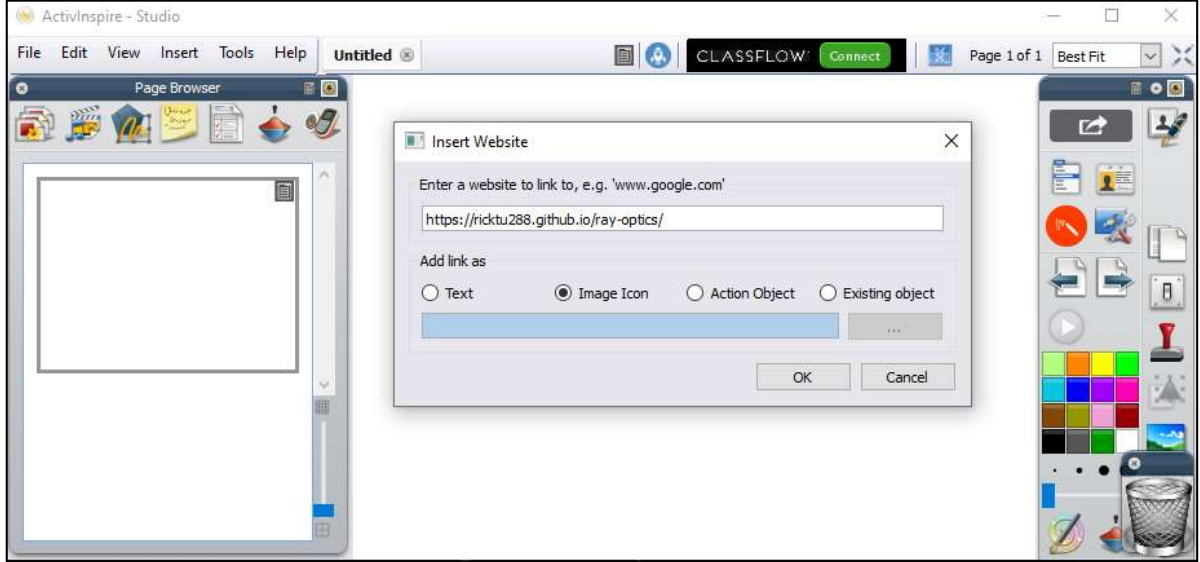 ActivInspire - Studio
File Edit View Insert Tools Help Untitled CLASSFLOW Connect Page 1 of 1 Best Fit
Page Browser
Insert Website
Enter a website to link to, e.g. 'www.google.com'
https://ricktu288.github.io/ray-optics/
Add link as
Text Image Icon Action Object Existing object
...
OK Cancel